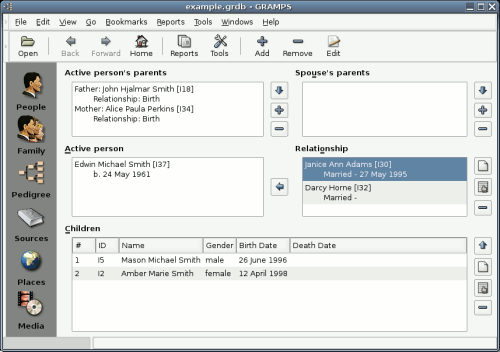 example.grdb - GRAMPS
File Edit View Go Bookmarks Reports Tools Windows Help
Open Back Forward Home Reports Tools Add Remove Edit
People
Family
Pedigree
Sources
Places
Media
Active person's parents
Father: John Hjalmar Smith [I18]
Relationship: Birth
Mother: Alice Paula Perkins [I34]
Relationship: Birth
Spouse's parents
Active person
Edwin Michael Smith [I37]
b. 24 May 1961
Relationship
Janice Ann Adams [I30]
Married - 27 May 1995
Darcy Horne [I32]
Married -
Children
# ID Name Gender Birth Date Death Date
1 I5 Mason Michael Smith male 26 June 1996
2 I2 Amber Marie Smith female 12 April 1998